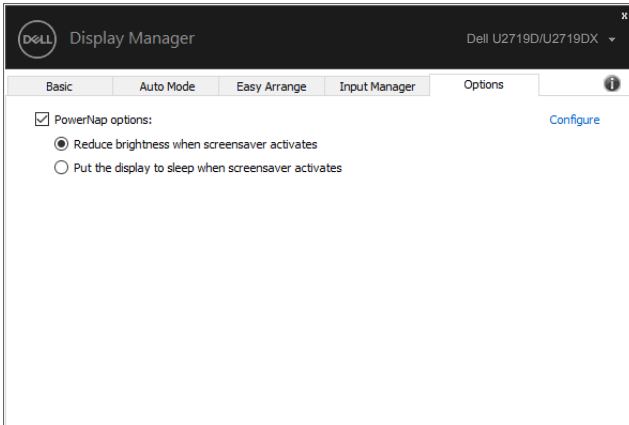 x
DELL Display Manager Dell U2719D/U2719DX
Basic Auto Mode Easy Arrange Input Manager Options i
PowerNap options: Configure
Reduce brightness when screensaver activates
Put the display to sleep when screensaver activates